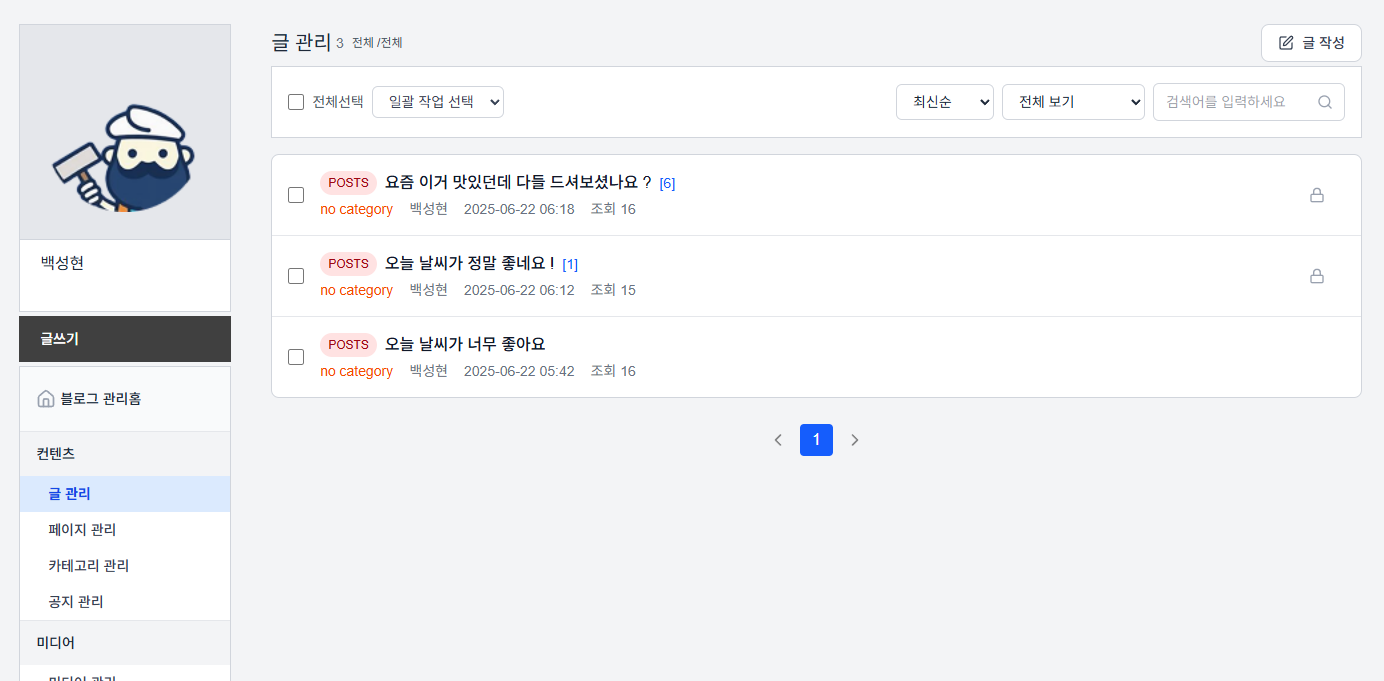 글 관리 3 전체 /전체
글 작성
전체선택 일괄 작업 선택 최신순 전체 보기 검색어를 입력하세요
POSTS 요즘 이거 맛있던데 다들 드셔보셨나요 ? [6]
no category 백성현 2025-06-22 06:18 조회 16
POSTS 오늘 날씨가 정말 좋네요 ! [1]
no category 백성현 2025-06-22 06:12 조회 15
POSTS 오늘 날씨가 너무 좋아요
no category 백성현 2025-06-22 05:42 조회 16
1
백성현
글쓰기
블로그 관리홈
컨텐츠
글 관리
페이지 관리
카테고리 관리
공지 관리
미디어
미디어 관리